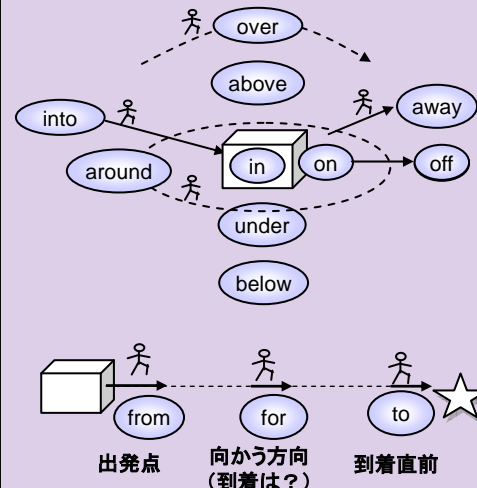 over
above
into
away
around
in
on
off
under
below
from
for
to
出発点
向かう方向
(到着は？)
到着直前